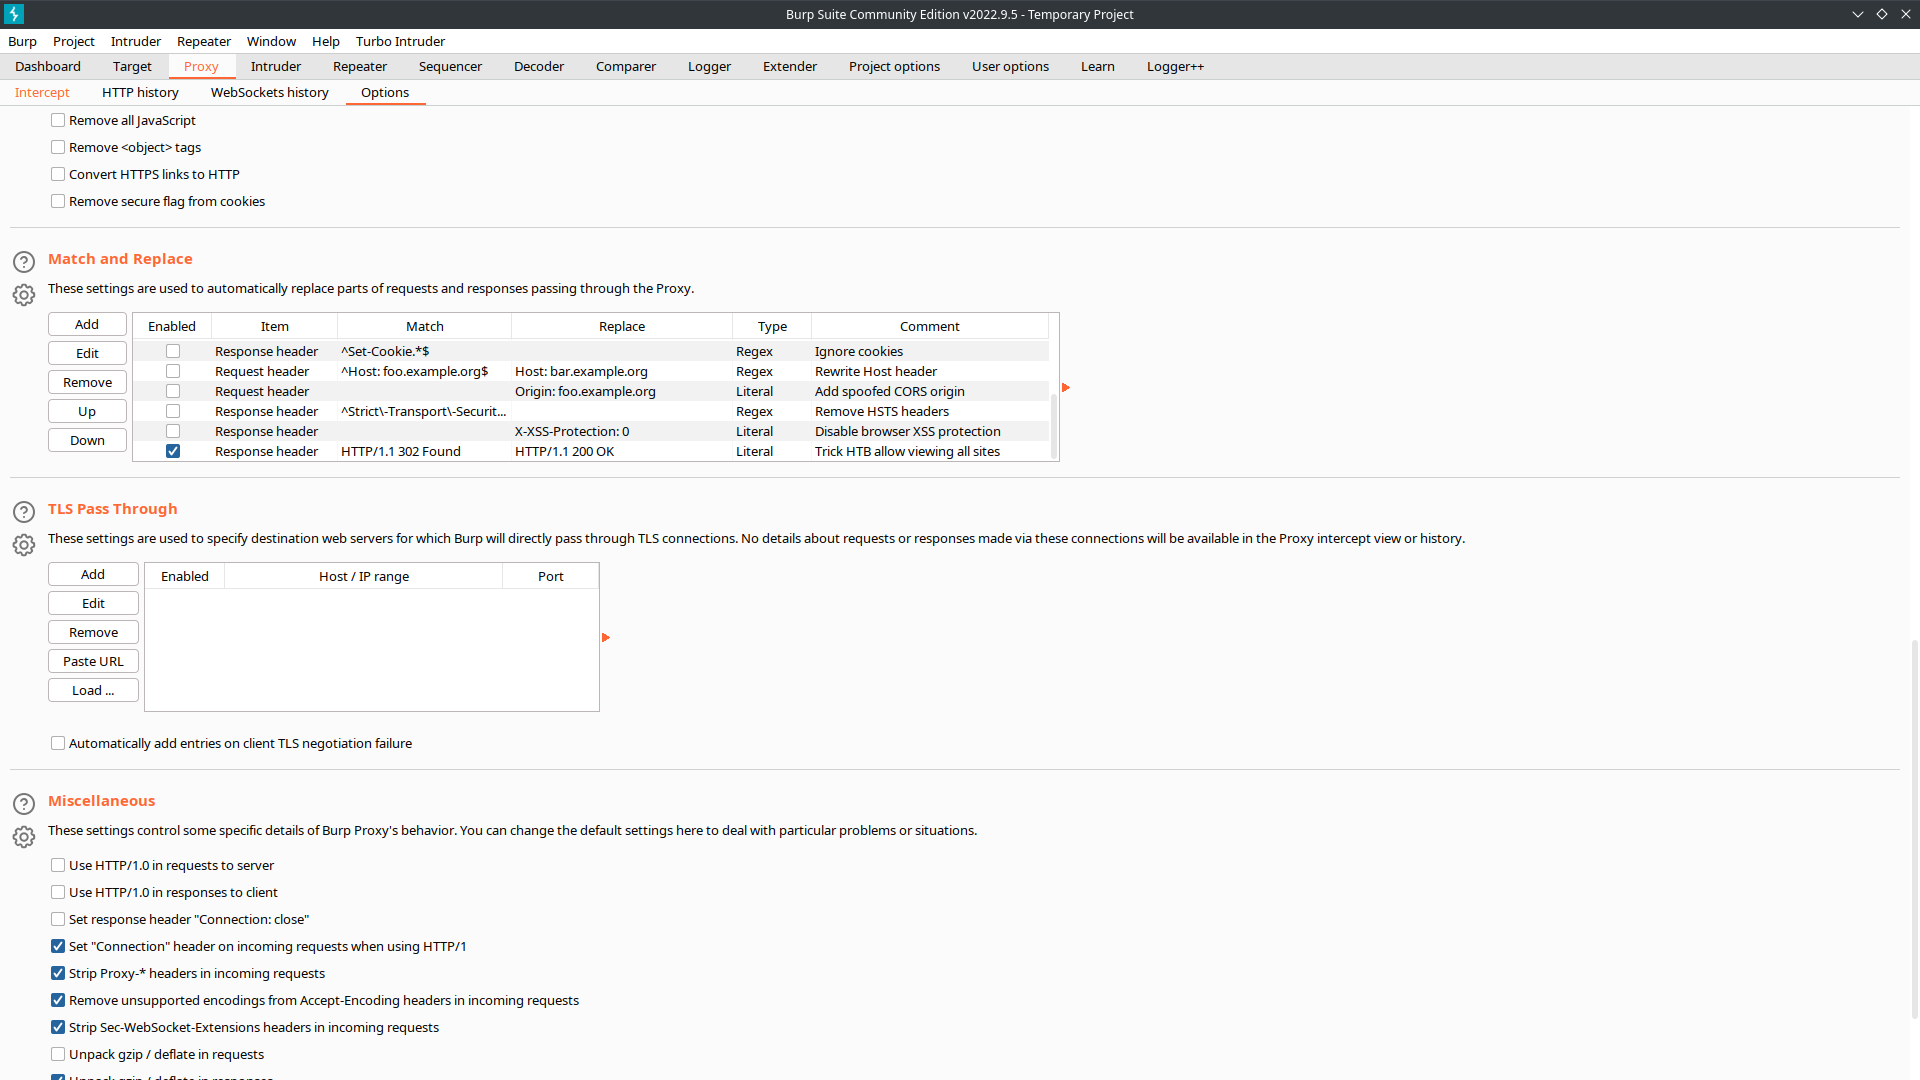 Burp Suite Community Edition v2022.9.5 - Temporary Project
Burp Project Intruder Repeater Window Help Turbo Intruder
Dashboard Target Proxy Intruder Repeater Sequencer Decoder Comparer Logger Extender Project options User options Learn Logger++
Intercept HTTP history WebSockets history Options
Remove all JavaScript
Remove <object> tags
Convert HTTPS links to HTTP
Remove secure flag from cookies
Match and Replace
These settings are used to automatically replace parts of requests and responses passing through the Proxy.
Add
Edit
Remove
Up
Down
Enabled Item Match Replace Type Comment
Response header ^Set-Cookie.*$ Regex Ignore cookies
Request header ^Host: foo.example.org$ Host: bar.example.org Regex Rewrite Host header
Request header Origin: foo.example.org Literal Add spoofed CORS origin
Response header ^Strict\-Transport\-Securit... Regex Remove HSTS headers
Response header X-XSS-Protection: 0 Literal Disable browser XSS protection
Response header HTTP/1.1 302 Found HTTP/1.1 200 OK Literal Trick HTB allow viewing all sites
TLS Pass Through
These settings are used to specify destination web servers for which Burp will directly pass through TLS connections. No details about requests or responses made via these connections will be available in the Proxy intercept view or history.
Add
Edit
Remove
Paste URL
Load ...
Enabled Host / IP range Port
Automatically add entries on client TLS negotiation failure
Miscellaneous
These settings control some specific details of Burp Proxy's behavior. You can change the default settings here to deal with particular problems or situations.
Use HTTP/1.0 in requests to server
Use HTTP/1.0 in responses to client
Set response header "Connection: close"
Set "Connection" header on incoming requests when using HTTP/1
Strip Proxy-* headers in incoming requests
Remove unsupported encodings from Accept-Encoding headers in incoming requests
Strip Sec-WebSocket-Extensions headers in incoming requests
Unpack gzip / deflate in requests
Unpack gzip / deflate in responses